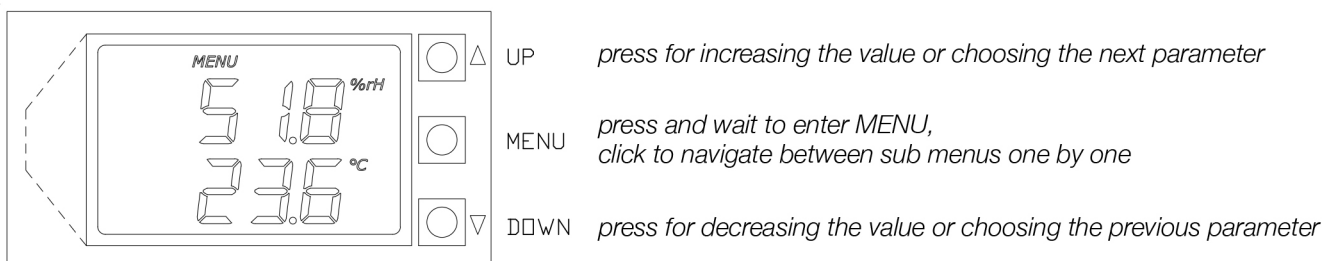 MENU
51.8 %rH
23.6 °C
△ UP press for increasing the value or choosing the next parameter
MENU press and wait to enter MENU,
click to navigate between sub menus one by one
▽ DOWN press for decreasing the value or choosing the previous parameter